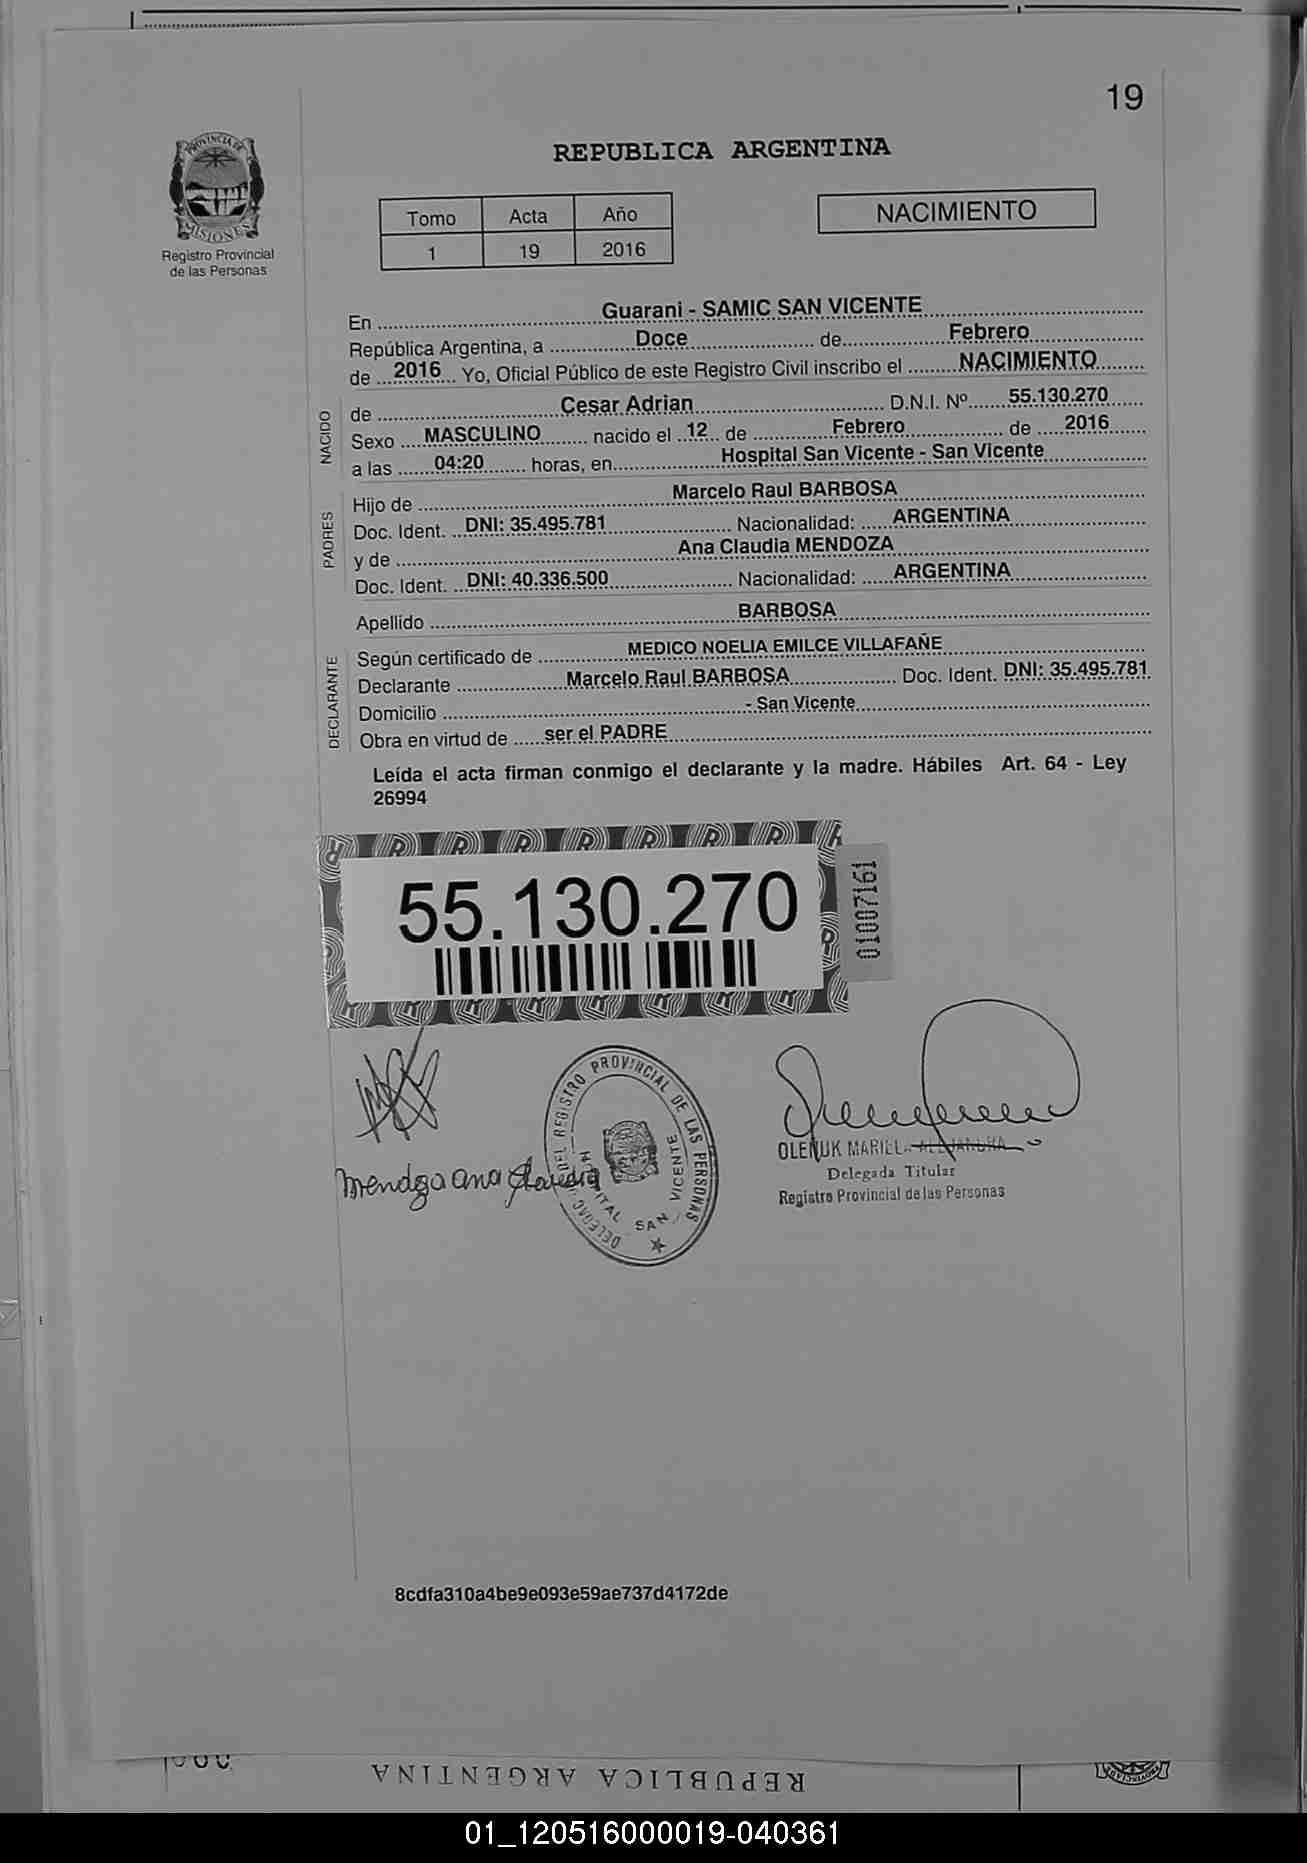 19
PROVINCIA DE
MISIONES
Registro Provincial
de las Personas
REPUBLICA ARGENTINA
Tomo Acta Año
1 19 2016
NACIMIENTO
En Guarani - SAMIC SAN VICENTE
República Argentina, a Doce de Febrero
de 2016 Yo, Oficial Público de este Registro Civil inscribo el NACIMIENTO
NACIDO
de Cesar Adrian D.N.I. Nº 55.130.270
Sexo MASCULINO nacido el 12 de Febrero de 2016
a las 04:20 horas, en Hospital San Vicente - San Vicente
PADRES
Hijo de Marcelo Raul BARBOSA
Doc. Ident. DNI: 35.495.781 Nacionalidad: ARGENTINA
y de Ana Claudia MENDOZA
Doc. Ident. DNI: 40.336.500 Nacionalidad: ARGENTINA
Apellido BARBOSA
DECLARANTE
Según certificado de MEDICO NOELIA EMILCE VILLAFAÑE
Declarante Marcelo Raul BARBOSA Doc. Ident. DNI: 35.495.781
Domicilio - San Vicente
Obra en virtud de ser el PADRE
Leída el acta firman conmigo el declarante y la madre. Hábiles Art. 64 - Ley
26994
55.130.270
01007161
Mendoza ana Claudia
DEL REGISTRO PROVINCIAL DE LAS PERSONAS
SAN VICENTE
OLENIUK
Delegada Titular
Registro Provincial de las Personas
8cdfa310a4be9e093e59ae737d4172de
REPUBLICA ARGENTINA
01_120516000019-040361